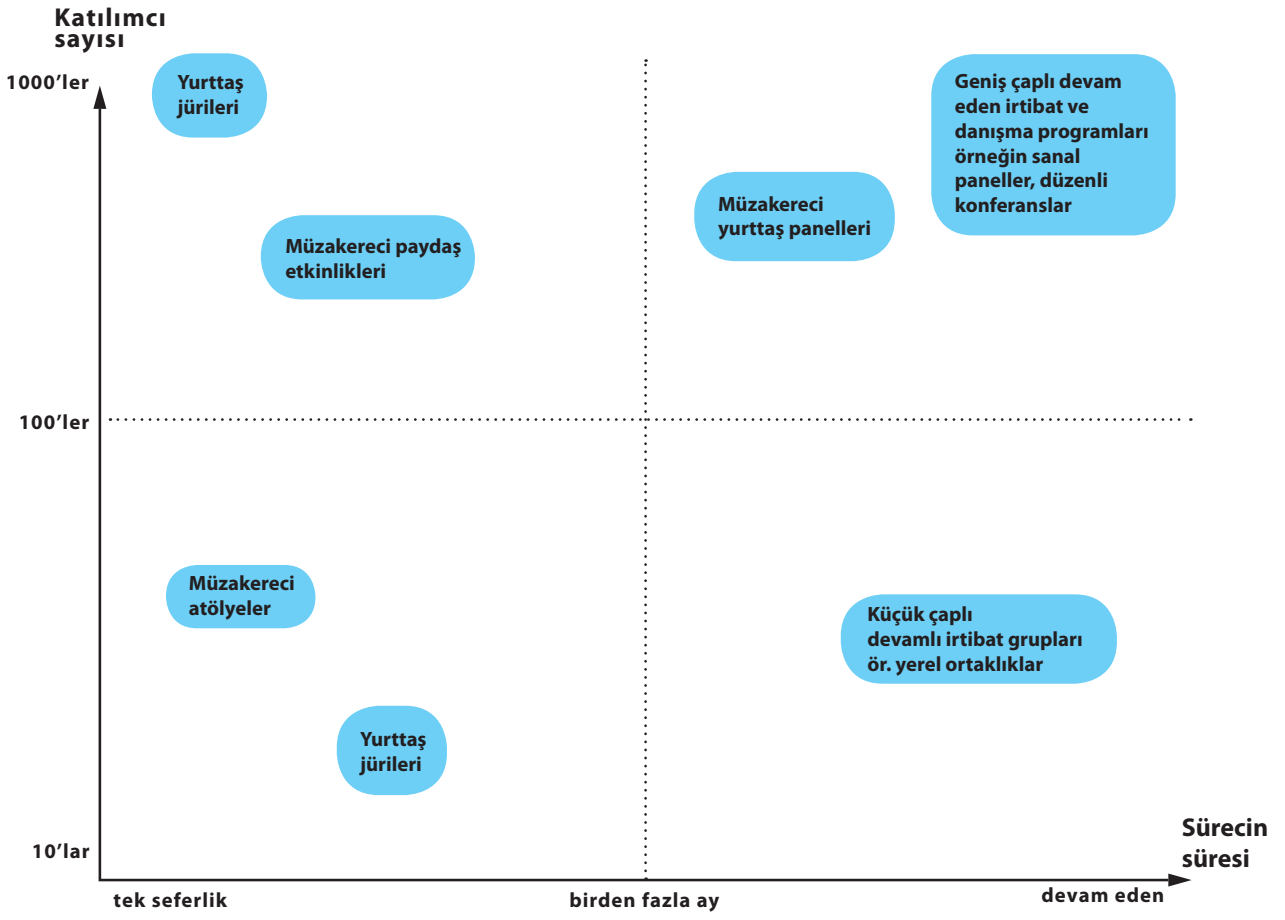 Katılımcı
sayısı
1000’ler
Yurttaş
jürileri
Geniş çaplı devam
eden irtibat ve
danışma programları
örneğin sanal
paneller, düzenli
konferanslar
Müzakereci
yurttaş panelleri
Müzakereci paydaş
etkinlikleri
100’ler
Müzakereci
atölyeler
Küçük çaplı
devamlı irtibat grupları
ör. yerel ortaklıklar
Yurttaş
jürileri
10’lar
Sürecin
süresi
tek seferlik
birden fazla ay
devam eden